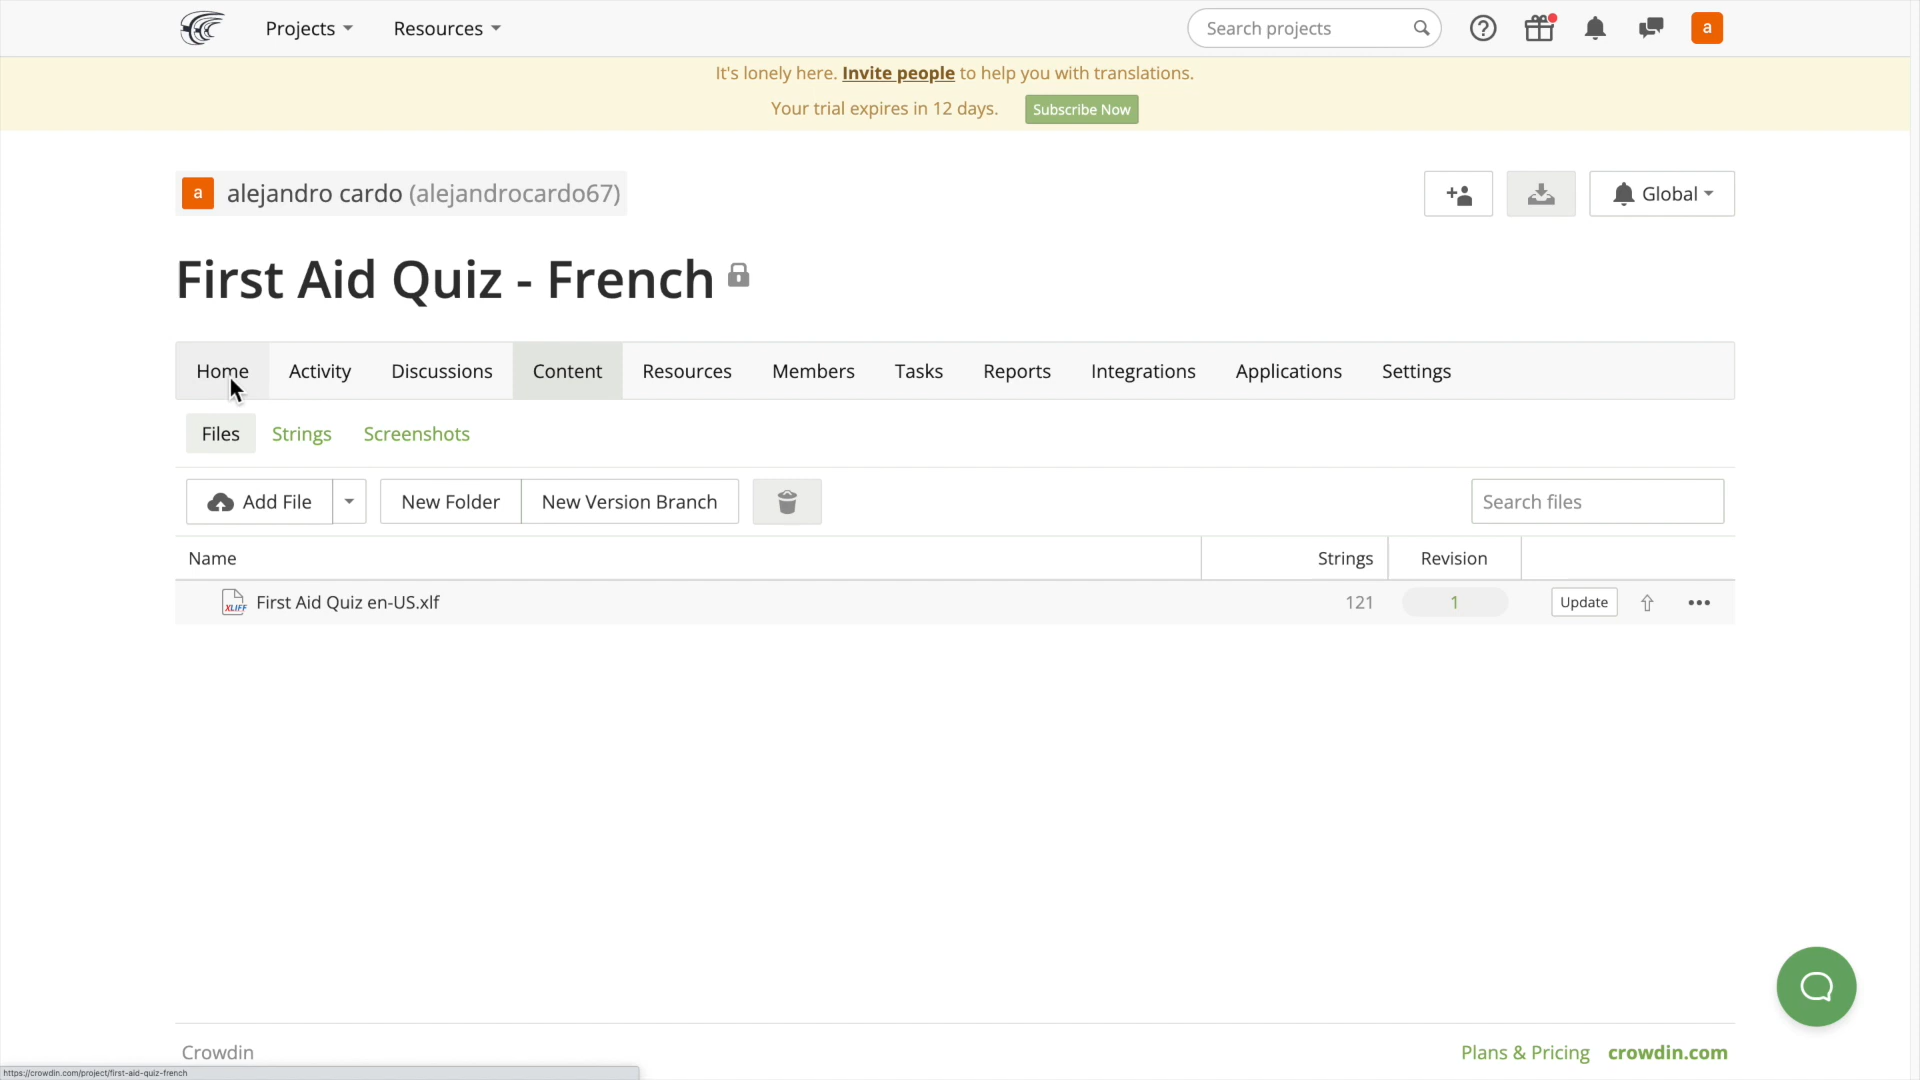 Projects
Resources
Search projects
a
It's lonely here. Invite people to help you with translations.
Your trial expires in 12 days.
Subscribe Now
a
alejandro cardo (alejandrocardo67)
Global
First Aid Quiz - French
Home
Activity
Discussions
Content
Resources
Members
Tasks
Reports
Integrations
Applications
Settings
Files
Strings
Screenshots
Add File
New Folder
New Version Branch
Search files
Name
Strings
Revision
XLIFF
First Aid Quiz en-US.xlf
121
1
Update
Crowdin
Plans & Pricing
crowdin.com
https://crowdin.com/project/first-aid-quiz-french